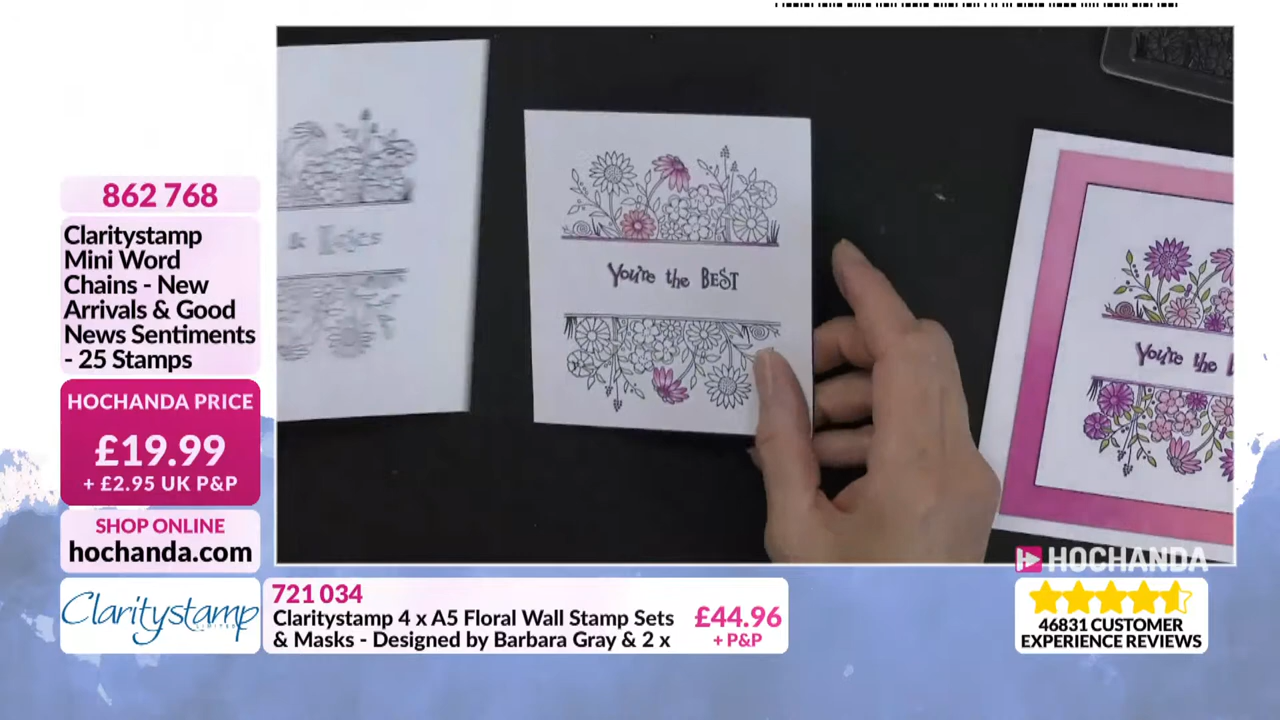 862 768
Claritystamp
Mini Word
Chains - New
Arrivals & Good
News Sentiments
- 25 Stamps
HOCHANDA PRICE
£19.99
+ £2.95 UK P&P
SHOP ONLINE
hochanda.com
&
You're the BEST
You're the
HOCHANDA
Claritystamp
LIMITED
721 034
Claritystamp 4 x A5 Floral Wall Stamp Sets
& Masks - Designed by Barbara Gray & 2 x
£44.96
+ P&P
46831 CUSTOMER
EXPERIENCE REVIEWS